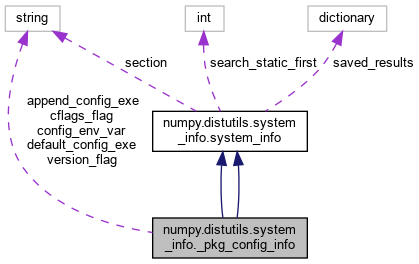 string
int
dictionary
section
search_static_first
saved_results
append_config_exe
cflags_flag
config_env_var
default_config_exe
version_flag
numpy.distutils.system
_info.system_info
numpy.distutils.system
_info._pkg_config_info